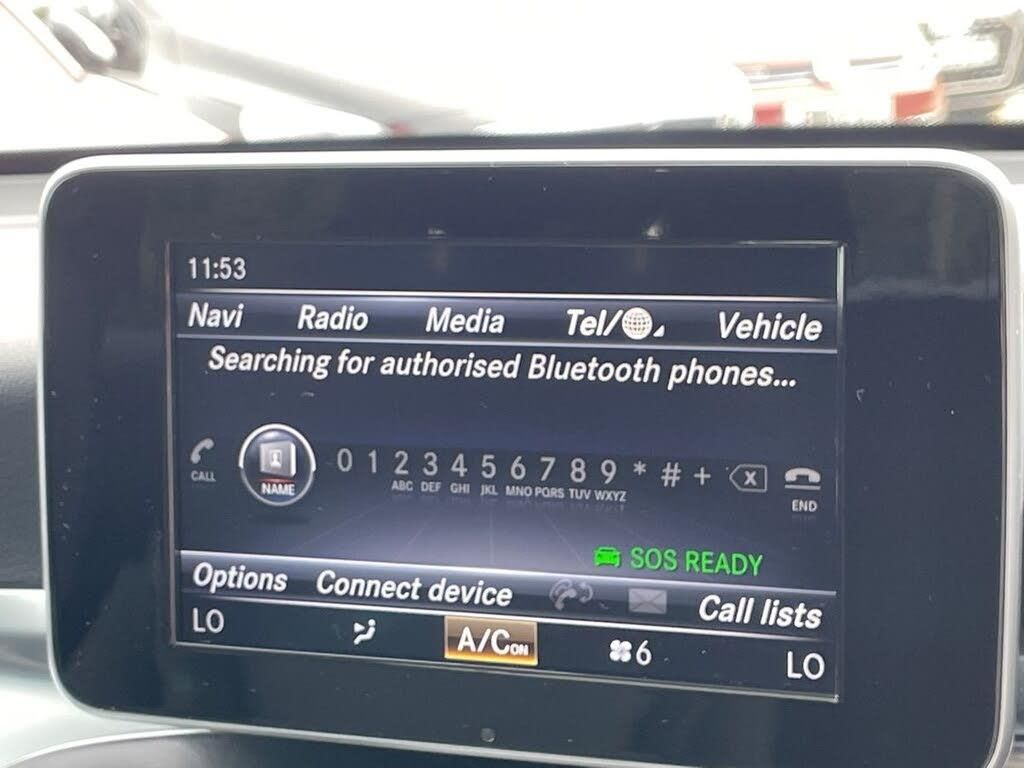 11:53
Navi Radio Media Tel/ Vehicle
Searching for authorised Bluetooth phones...
CALL NAME 0 1 2 3 4 5 6 7 8 9 * # + X END
ABC DEF GHI JKL MNO PQRS TUV WXYZ
SOS READY
Options Connect device Call lists
LO A/C ON 6 LO